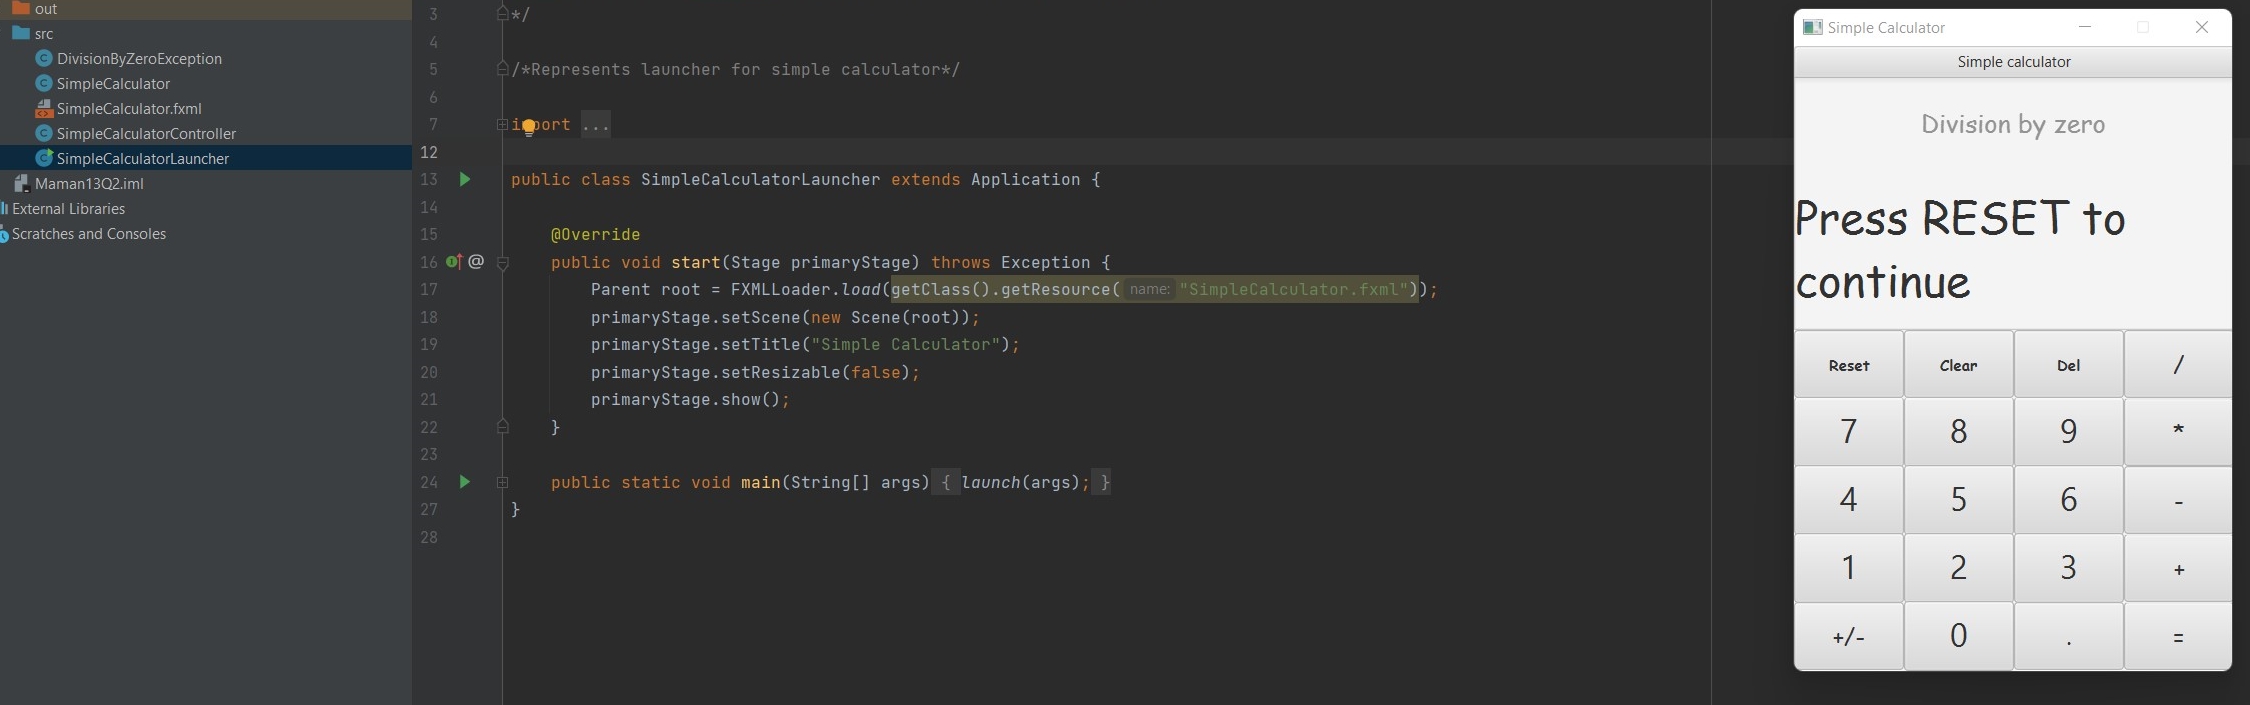 out
src
DivisionByZeroException
SimpleCalculator
SimpleCalculator.fxml
SimpleCalculatorController
SimpleCalculatorLauncher
Maman13Q2.iml
External Libraries
Scratches and Consoles
3 */
4
5 /*Represents launcher for simple calculator*/
6
7 import ...
12
13 public class SimpleCalculatorLauncher extends Application {
14
15 @Override
16 @ public void start(Stage primaryStage) throws Exception {
17 Parent root = FXMLLoader.load(getClass().getResource( name: "SimpleCalculator.fxml"));
18 primaryStage.setScene(new Scene(root));
19 primaryStage.setTitle("Simple Calculator");
20 primaryStage.setResizable(false);
21 primaryStage.show();
22 }
23
24 public static void main(String[] args) { launch(args); }
27 }
28
Simple Calculator
Simple calculator
Division by zero
Press RESET to
continue
Reset Clear Del /
7 8 9 *
4 5 6 -
1 2 3 +
+/- 0 . =